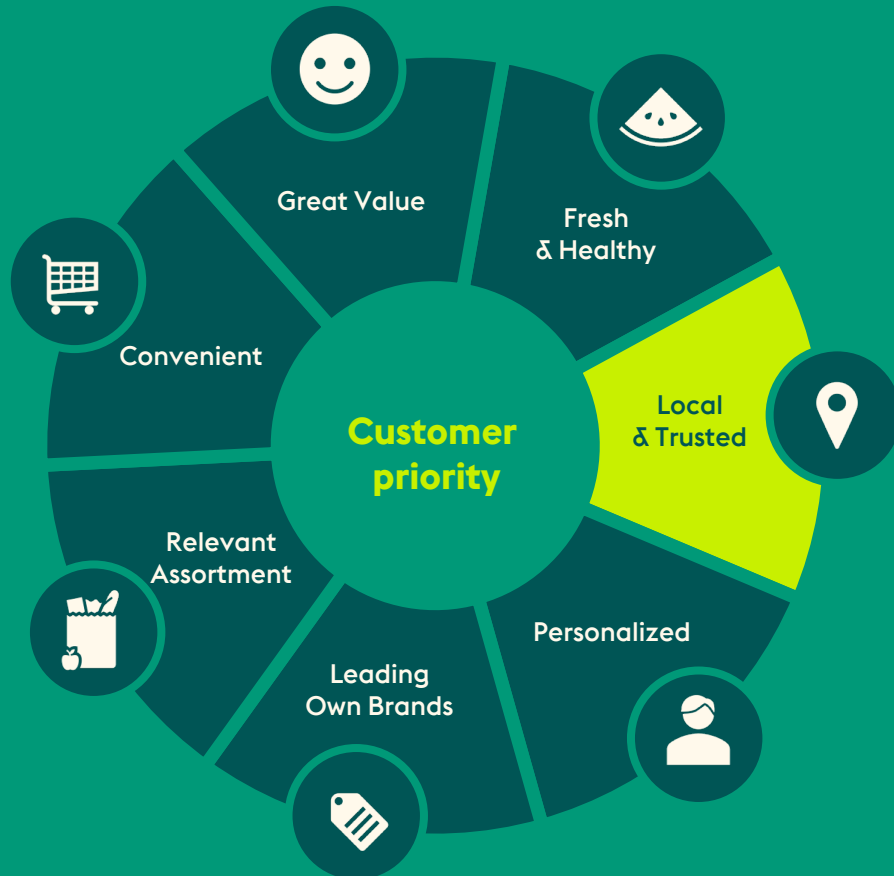 Great Value
Fresh
& Healthy
Convenient
Local
& Trusted
Customer
priority
Relevant
Assortment
Personalized
Leading
Own Brands